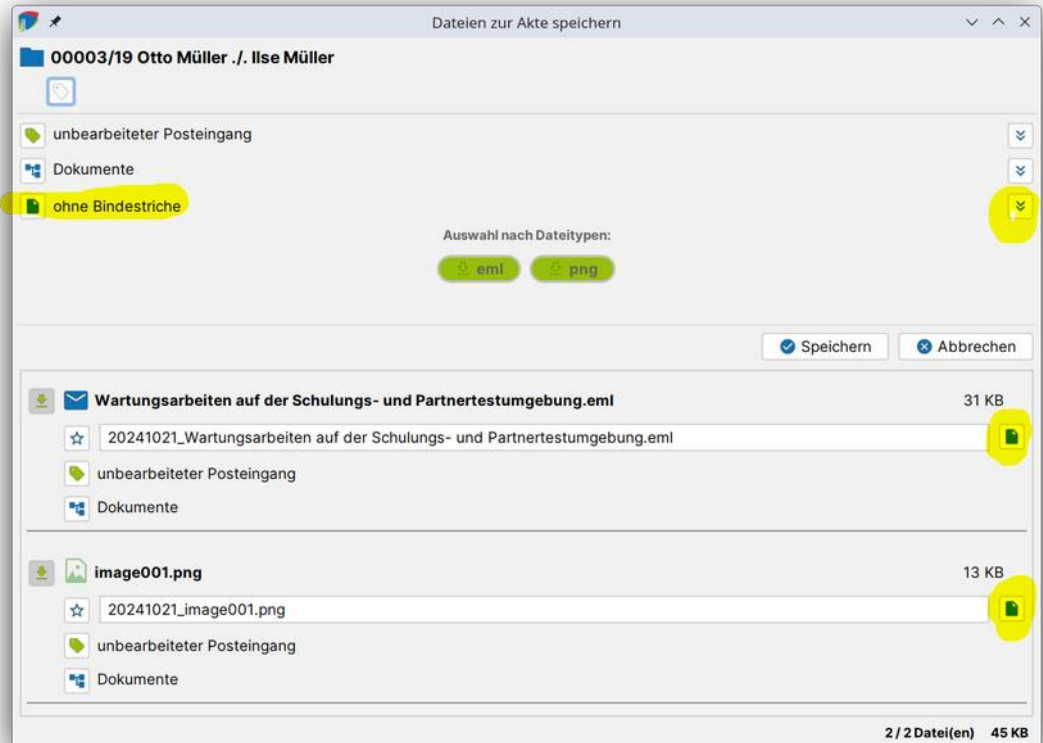 Dateien zur Akte speichern
00003/19 Otto Müller ./. Ilse Müller
unbearbeiteter Posteingang
Dokumente
ohne Bindestriche
Auswahl nach Dateitypen:
eml png
Speichern Abbrechen
Wartungsarbeiten auf der Schulungs- und Partnertestumgebung.eml 31 KB
20241021_Wartungsarbeiten auf der Schulungs- und Partnertestumgebung.eml
unbearbeiteter Posteingang
Dokumente
image001.png 13 KB
20241021_image001.png
unbearbeiteter Posteingang
Dokumente
2 / 2 Datei(en) 45 KB